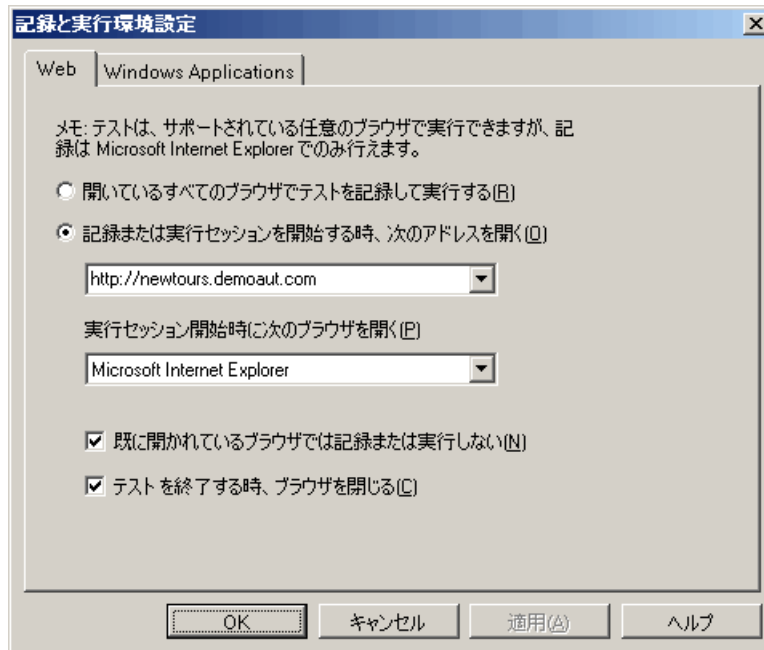 記録と実行環境設定
Web
Windows Applications
メモ: テストは、サポートされている任意のブラウザで実行できますが、記
録は Microsoft Internet Explorer でのみ行えます。
開いているすべてのブラウザでテストを記録して実行する(R)
記録または実行セッションを開始する時、次のアドレスを開く(O)
http://newtours.demoaut.com
実行セッション開始時に次のブラウザを開く(P)
Microsoft Internet Explorer
既に開かれているブラウザでは記録または実行しない(N)
テストを終了する時、ブラウザを閉じる(C)
OK
キャンセル
適用(A)
ヘルプ